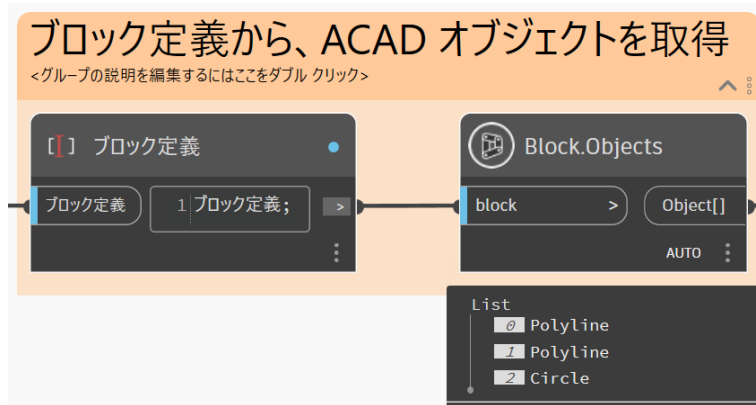 ブロック定義から、ACAD オブジェクトを取得
<グループの説明を編集するにはここをダブル クリック>
[I] ブロック定義
ブロック定義
1 ブロック定義;
>
Block.Objects
block >
Object[]
AUTO
List
0 Polyline
1 Polyline
2 Circle